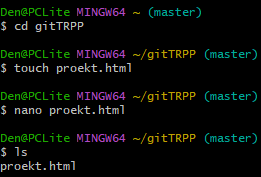 Den@PCLite MINGW64 ~ (master)
$ cd gitTRPP
Den@PCLite MINGW64 ~/gitTRPP (master)
$ touch proekt.html
Den@PCLite MINGW64 ~/gitTRPP (master)
$ nano proekt.html
Den@PCLite MINGW64 ~/gitTRPP (master)
$ ls
proekt.html